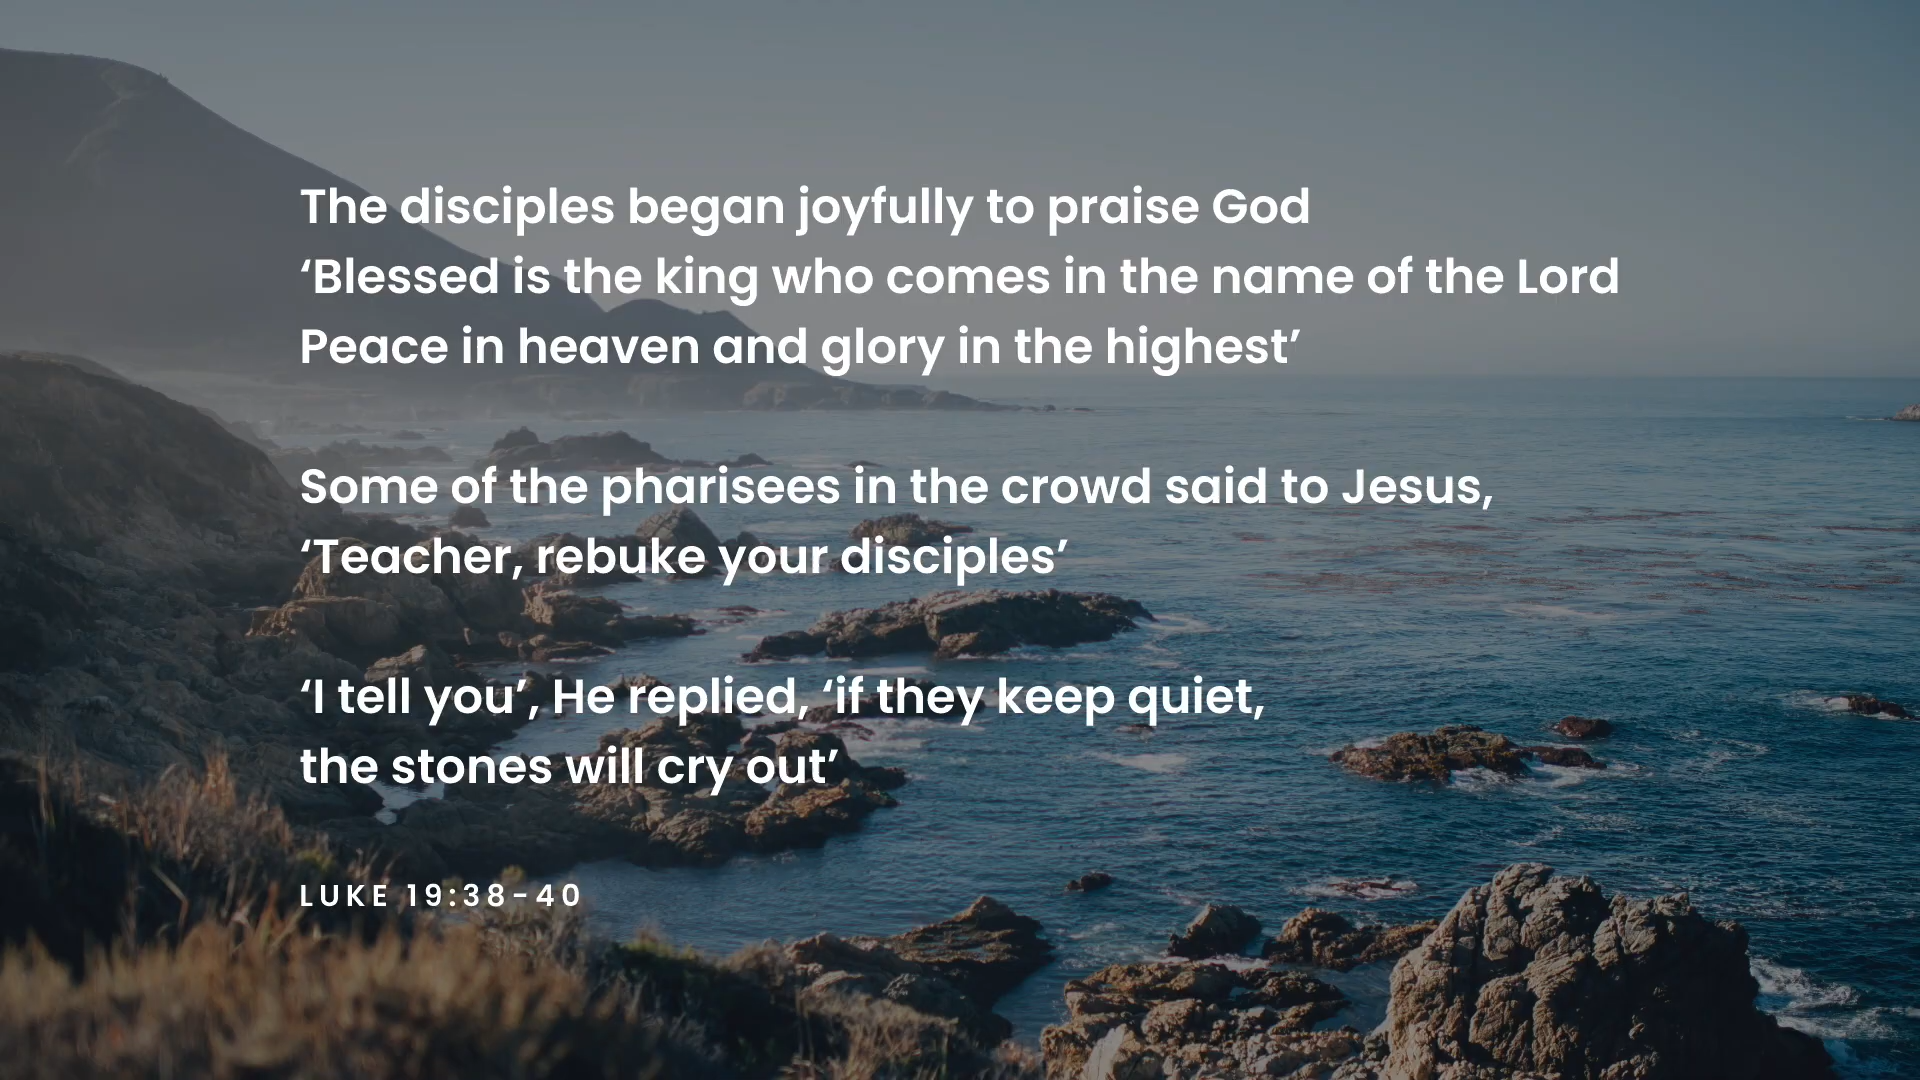 The disciples began joyfully to praise God
‘Blessed is the king who comes in the name of the Lord
Peace in heaven and glory in the highest’
Some of the pharisees in the crowd said to Jesus,
‘Teacher, rebuke your disciples’
‘I tell you’, He replied, ‘if they keep quiet,
the stones will cry out’
LUKE 19:38-40